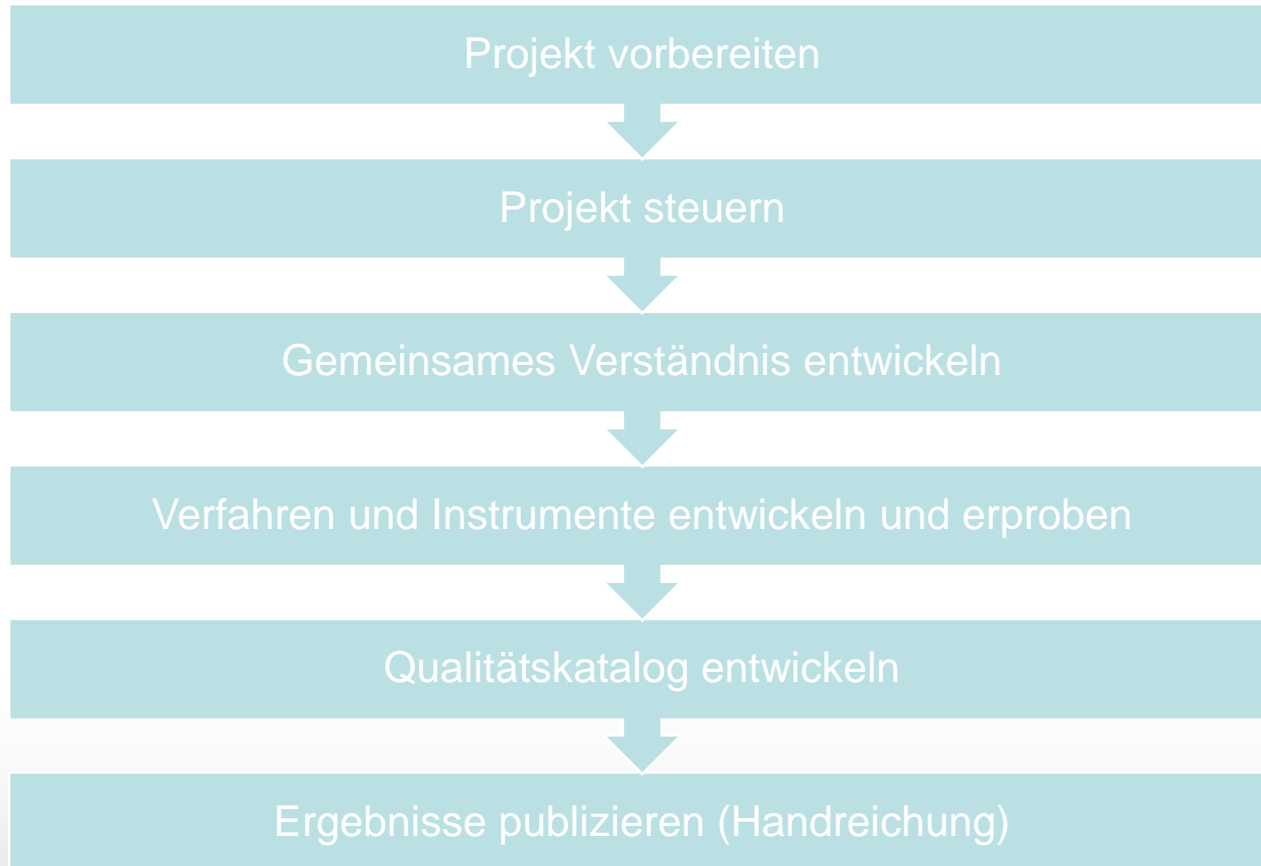 Projekt vorbereiten
Projekt steuern
Gemeinsames Verständnis entwickeln
Verfahren und Instrumente entwickeln und erproben
Qualitätskatalog entwickeln
Ergebnisse publizieren (Handreichung)